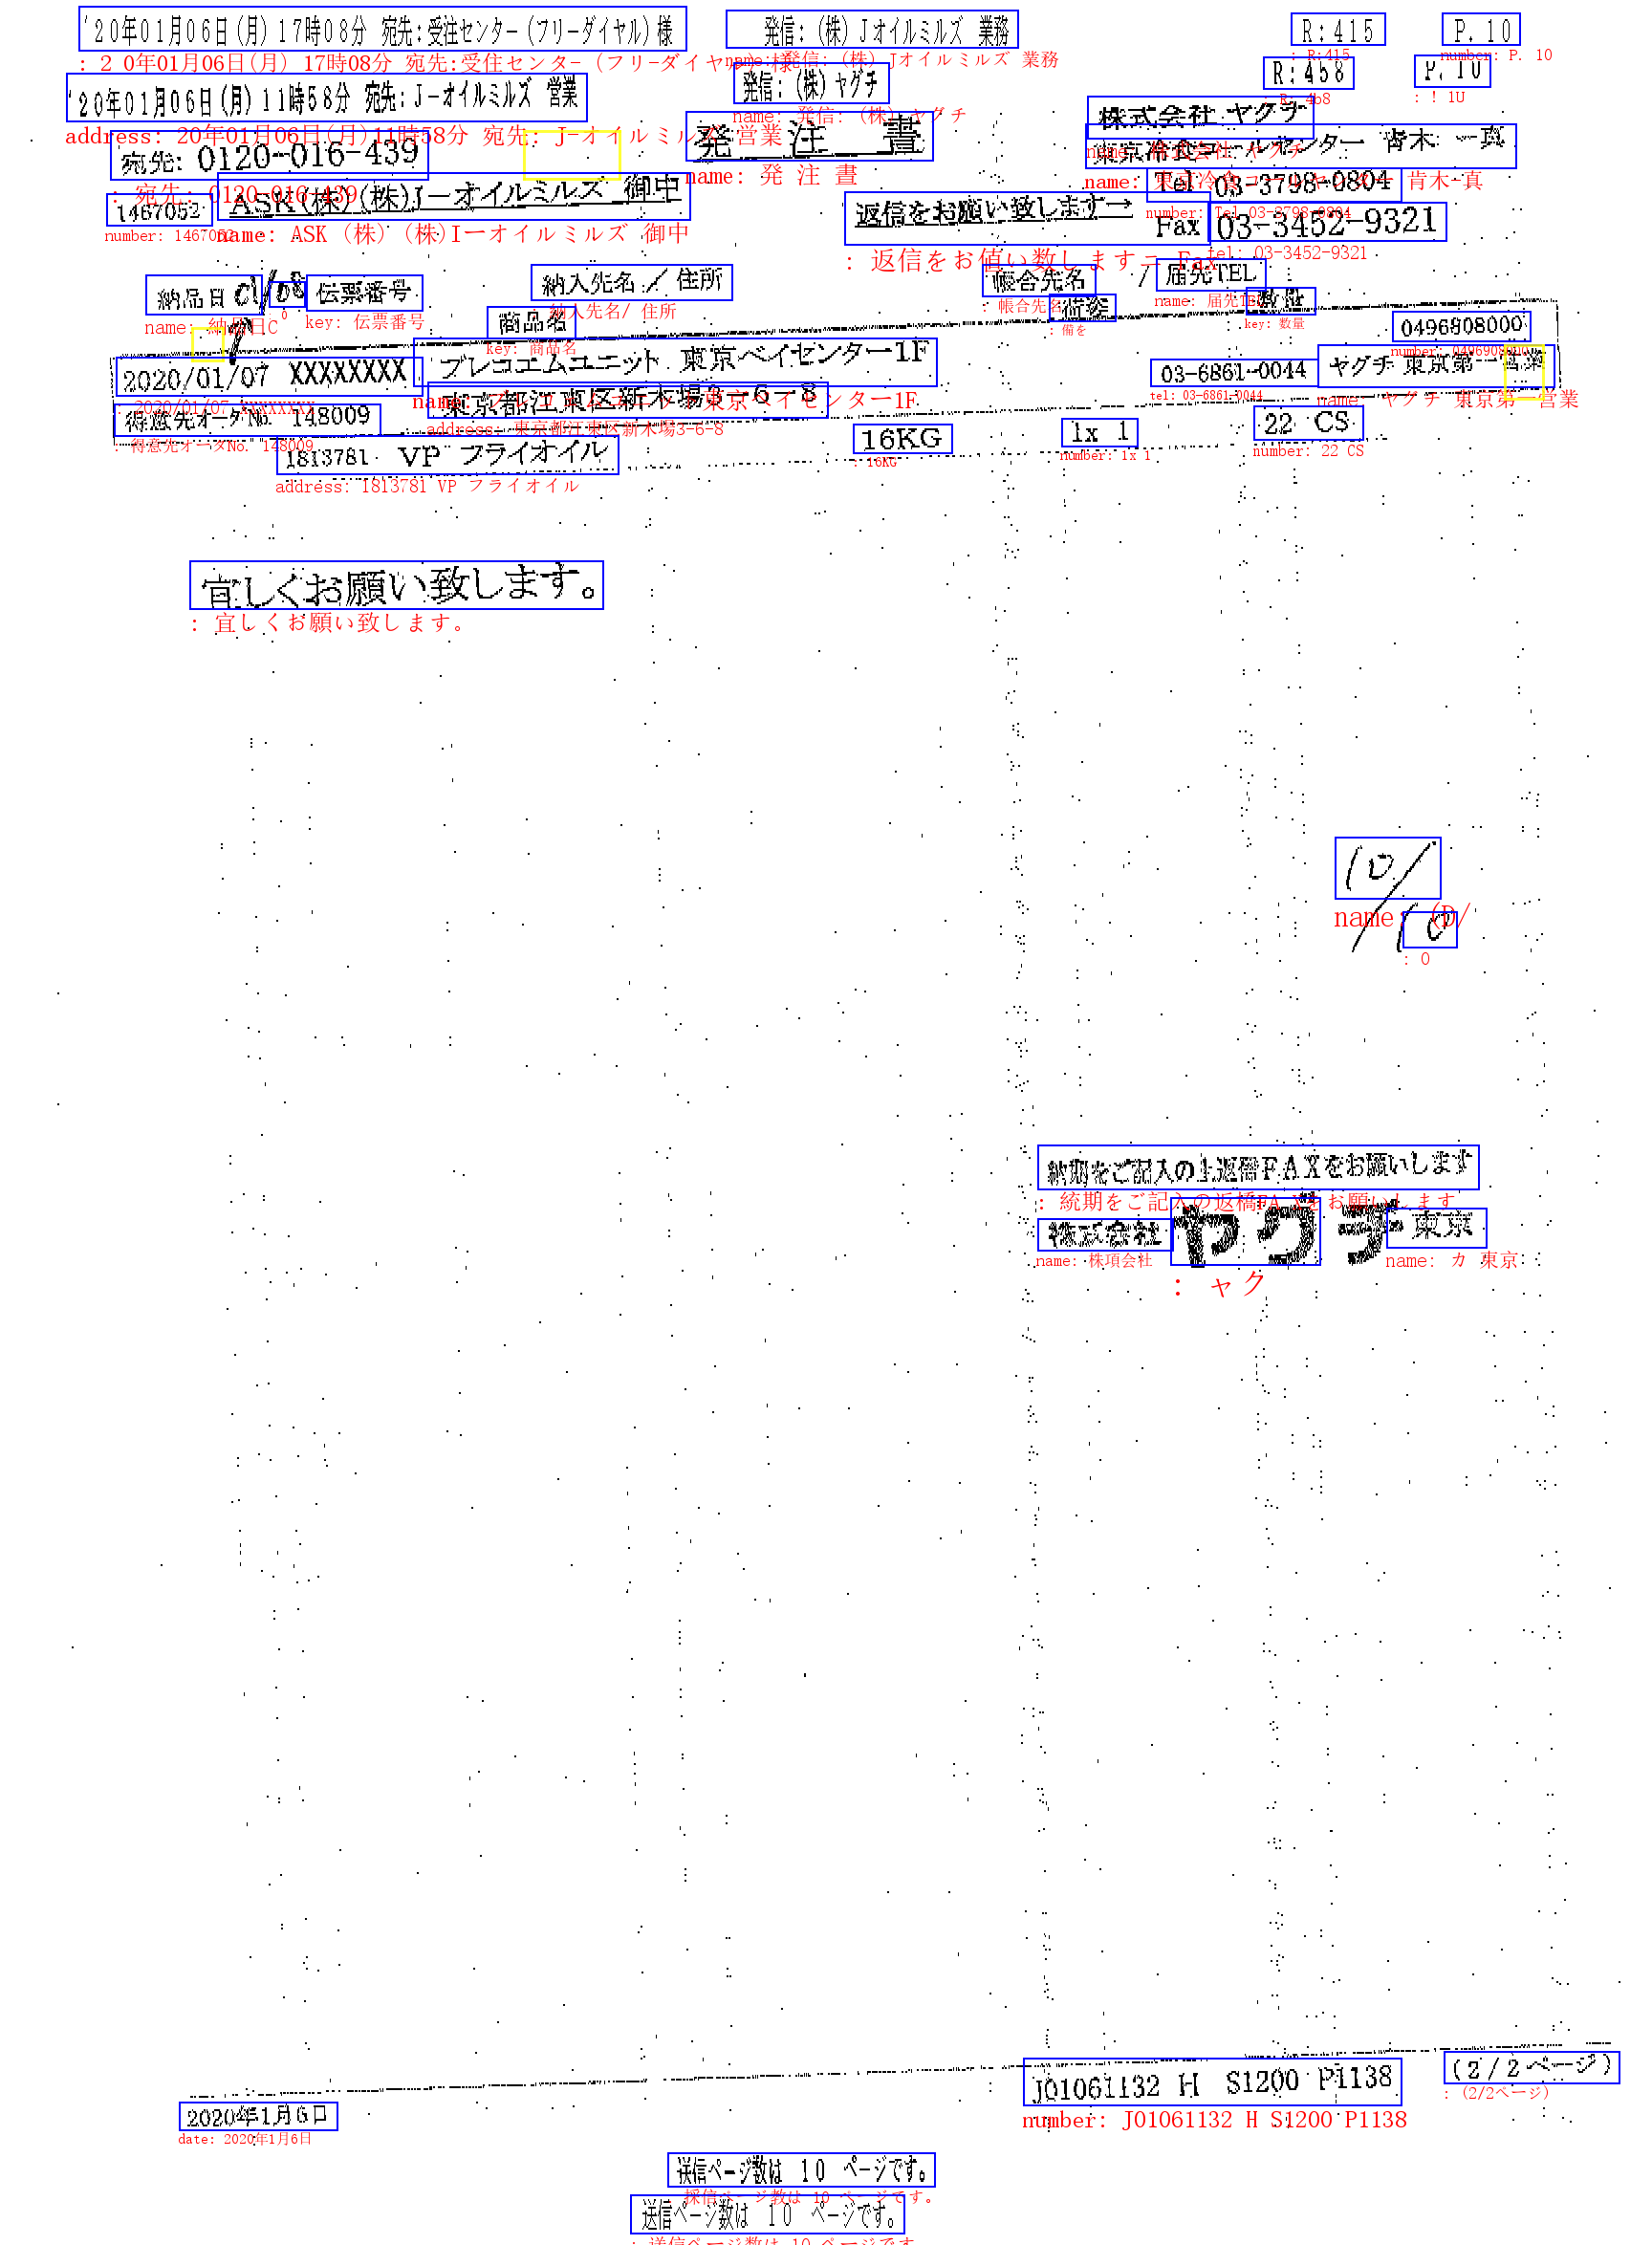 '20年01月06日(月)17時08分 宛先:受注センター(フリーダイヤル)様 発信:(株)Jオイルミルズ 業務 R:415 P.10
: 2 0年01月06日(月) 17時08分 宛先:受住センター(フリーダイヤル) 様 name: 発信: (株) Jオイルミルズ 業務 : R:415 number: P. 10
'20年01月06日(月)11時58分 宛先:J-オイルミルズ 営業 発信:(株)ヤグチ R:458 P.10
address: 20年01月06日(月)11時58分 宛先: J-オイルミルズ 営業 name: 発信: (株) ヤグチ : R: 4b8 : ! 1U
宛先: 0120-016-439 発 注 書 株式会社 ヤグチ
: 宛先: 0120-016-439 name: 発 注 書 name: 株式会社 ヤグチ
東京冷食コールセンター 青木 一真
name: 東京冷食コールセンター 肯木-真
1467052 ASK(株)(株)J-オイルミルズ 御中 Tel 03-3798-0804
number: 1467052 name: ASK (株) (株)Iーオイルミルズ 御中 number: Tel 03-3798-0804
返信をお願い致します→ Fax 03-3452-9321
: 返信をお値い数します= Fax tel: 03-3452-9321
納品日 伝票番号 納入先名/住所 帳合先名 / 届先TEL
name: 納品日C : 0 key: 伝票番号 納入先名/ 住所 : 帳合先名 name: 届先TEL
商品名 荷姿 数量
key: 商品名 : 備を key: 数量
0496908000
number: 0496908000
2020/01/07 XXXXXXXX プレコエムユニット 東京ベイセンター1F 03-6861-0044 ヤグチ 東京第一営業
: 2020/01/07 XXXXXXXX name: プレコエムユニット東京ベイセンター1F tel: 03-6861-0044 name: ヤグチ 東京第一営業
得意先オーダNo. 148009 東京都江東区新木場3-6-8
: 得意先オーダNo. 148009 address: 東京都江東区新木場3-6-8
1813781 VP フライオイル 16KG 1x 1 22 CS
address: 1813781 VP フライオイル : 16KG number: 1x 1 number: 22 CS
宜しくお願い致します。
: 宜しくお願い致します。
10/
name: (D/
10
: 0
納期をご記入の上返信FAXをお願いします
: 統期をご記入の返橋FAXをお願いします
株式会社 ヤグチ 東京
name: 株項会社 : ャク name: カ 東京
J01061132 H S1200 P1138 (2/2ページ)
number: J01061132 H S1200 P1138 : (2/2ページ)
2020年1月6日
date: 2020年1月6日
送信ページ数は 10 ページです。
: 採信ページ数は 10 ページです。
送信ページ数は 10 ページです。
: 送信ページ数は 10 ページです